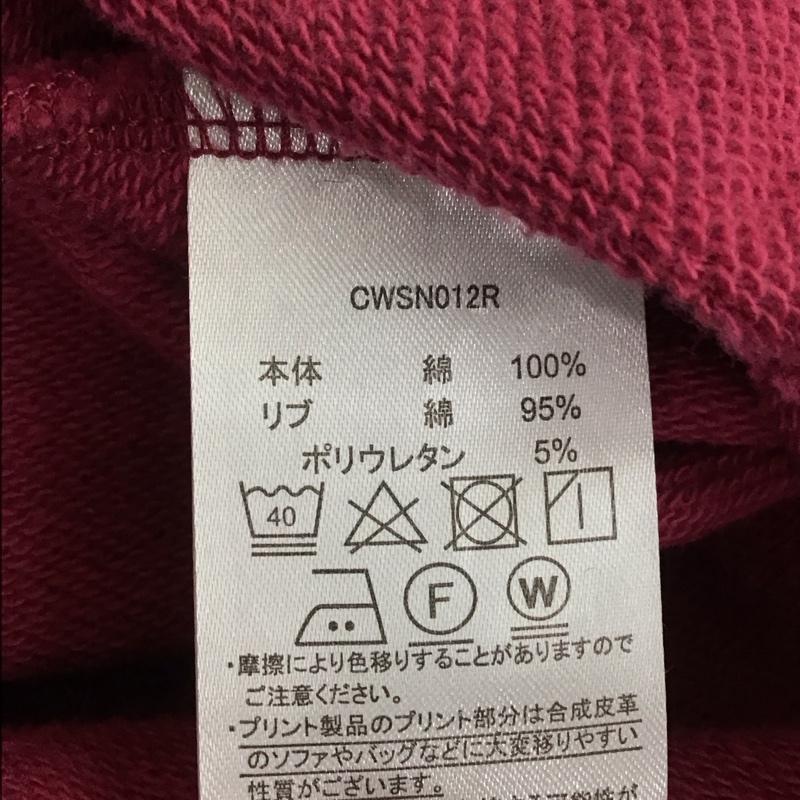 CWSN012R
本体 綿 100%
リブ 綿 95%
ポリウレタン 5%
40
F W
・摩擦により色移りすることがありますので
ご注意ください。
・プリント製品のプリント部分は合成皮革
のソファやバッグなどに大変移りやすい
性質がございます。